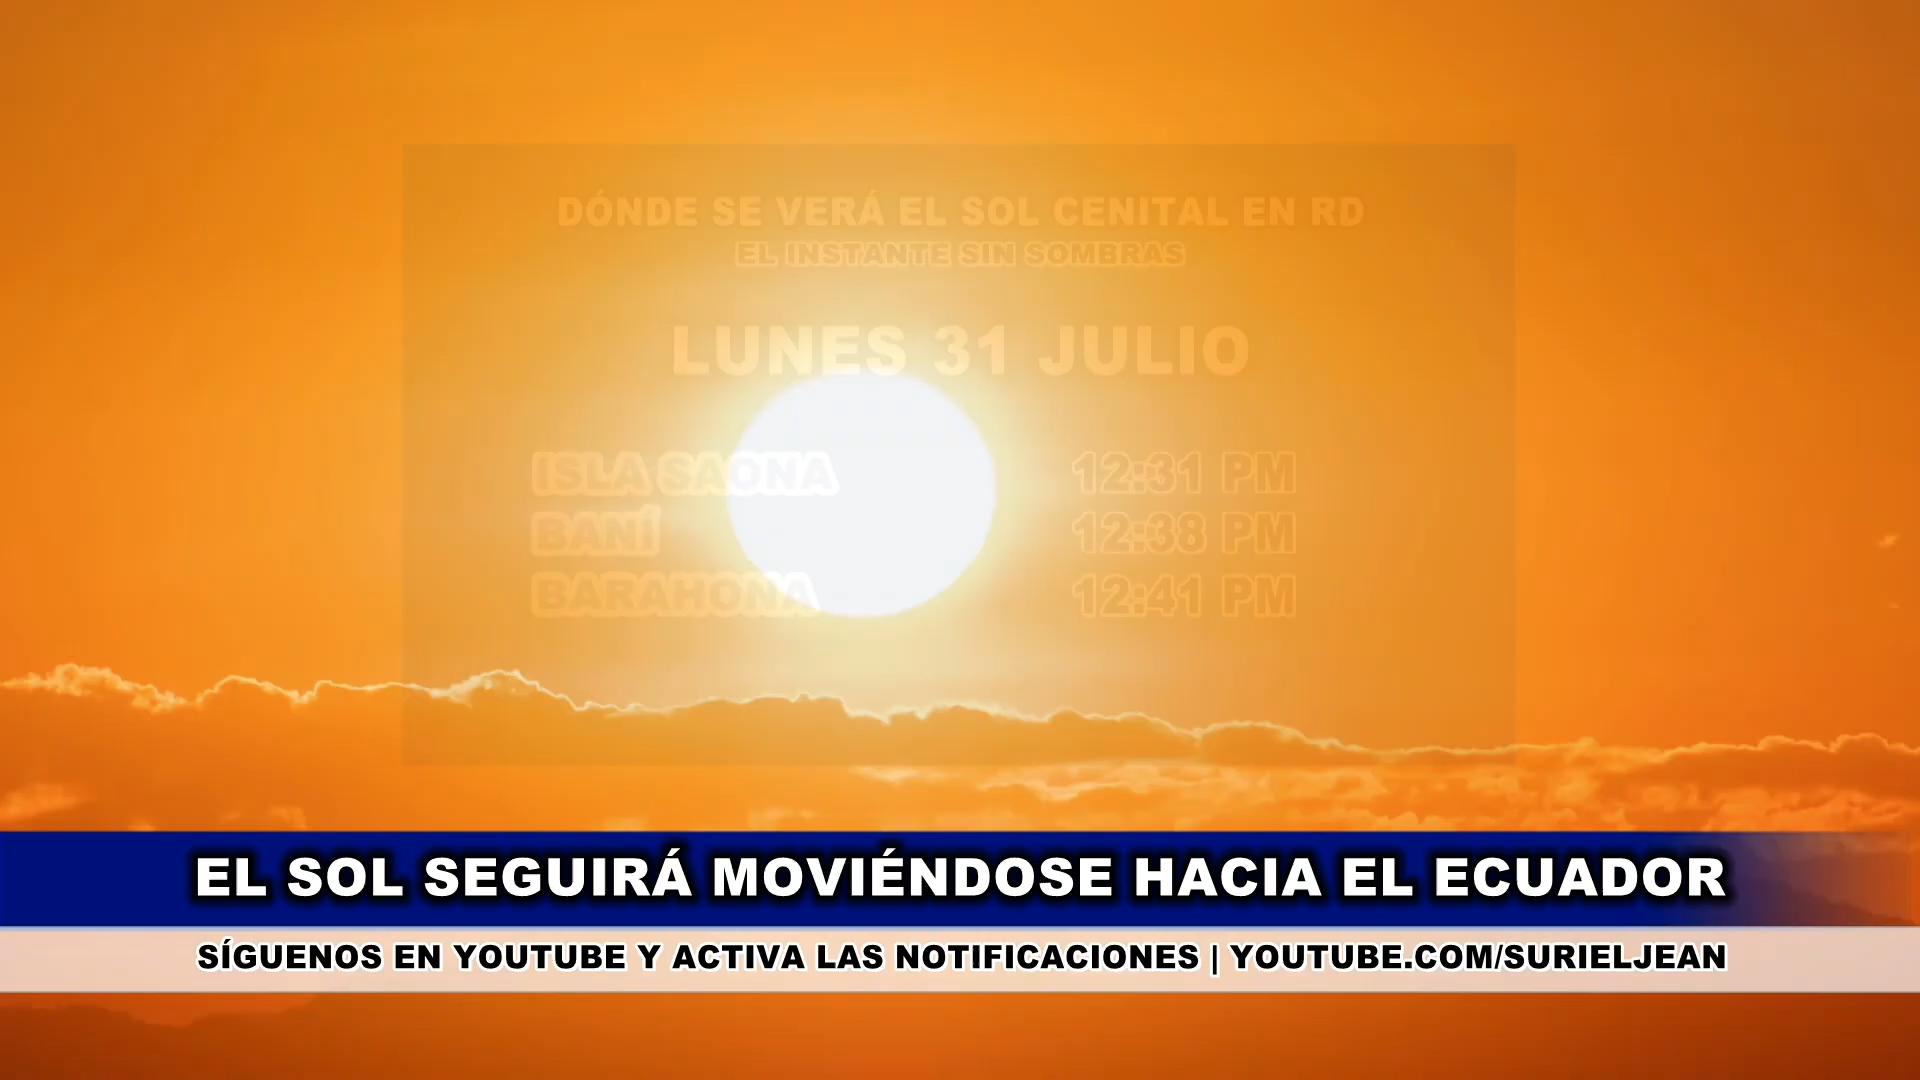 DÓNDE SE VERÁ EL SOL CENITAL EN RD
EL INSTANTE SIN SOMBRAS
LUNES 31 JULIO
ISLA SAONA 12:31 PM
BANÍ 12:38 PM
BARAHONA 12:41 PM
EL SOL SEGUIRÁ MOVIÉNDOSE HACIA EL ECUADOR
SÍGUENOS EN YOUTUBE Y ACTIVA LAS NOTIFICACIONES | YOUTUBE.COM/SURIELJEAN